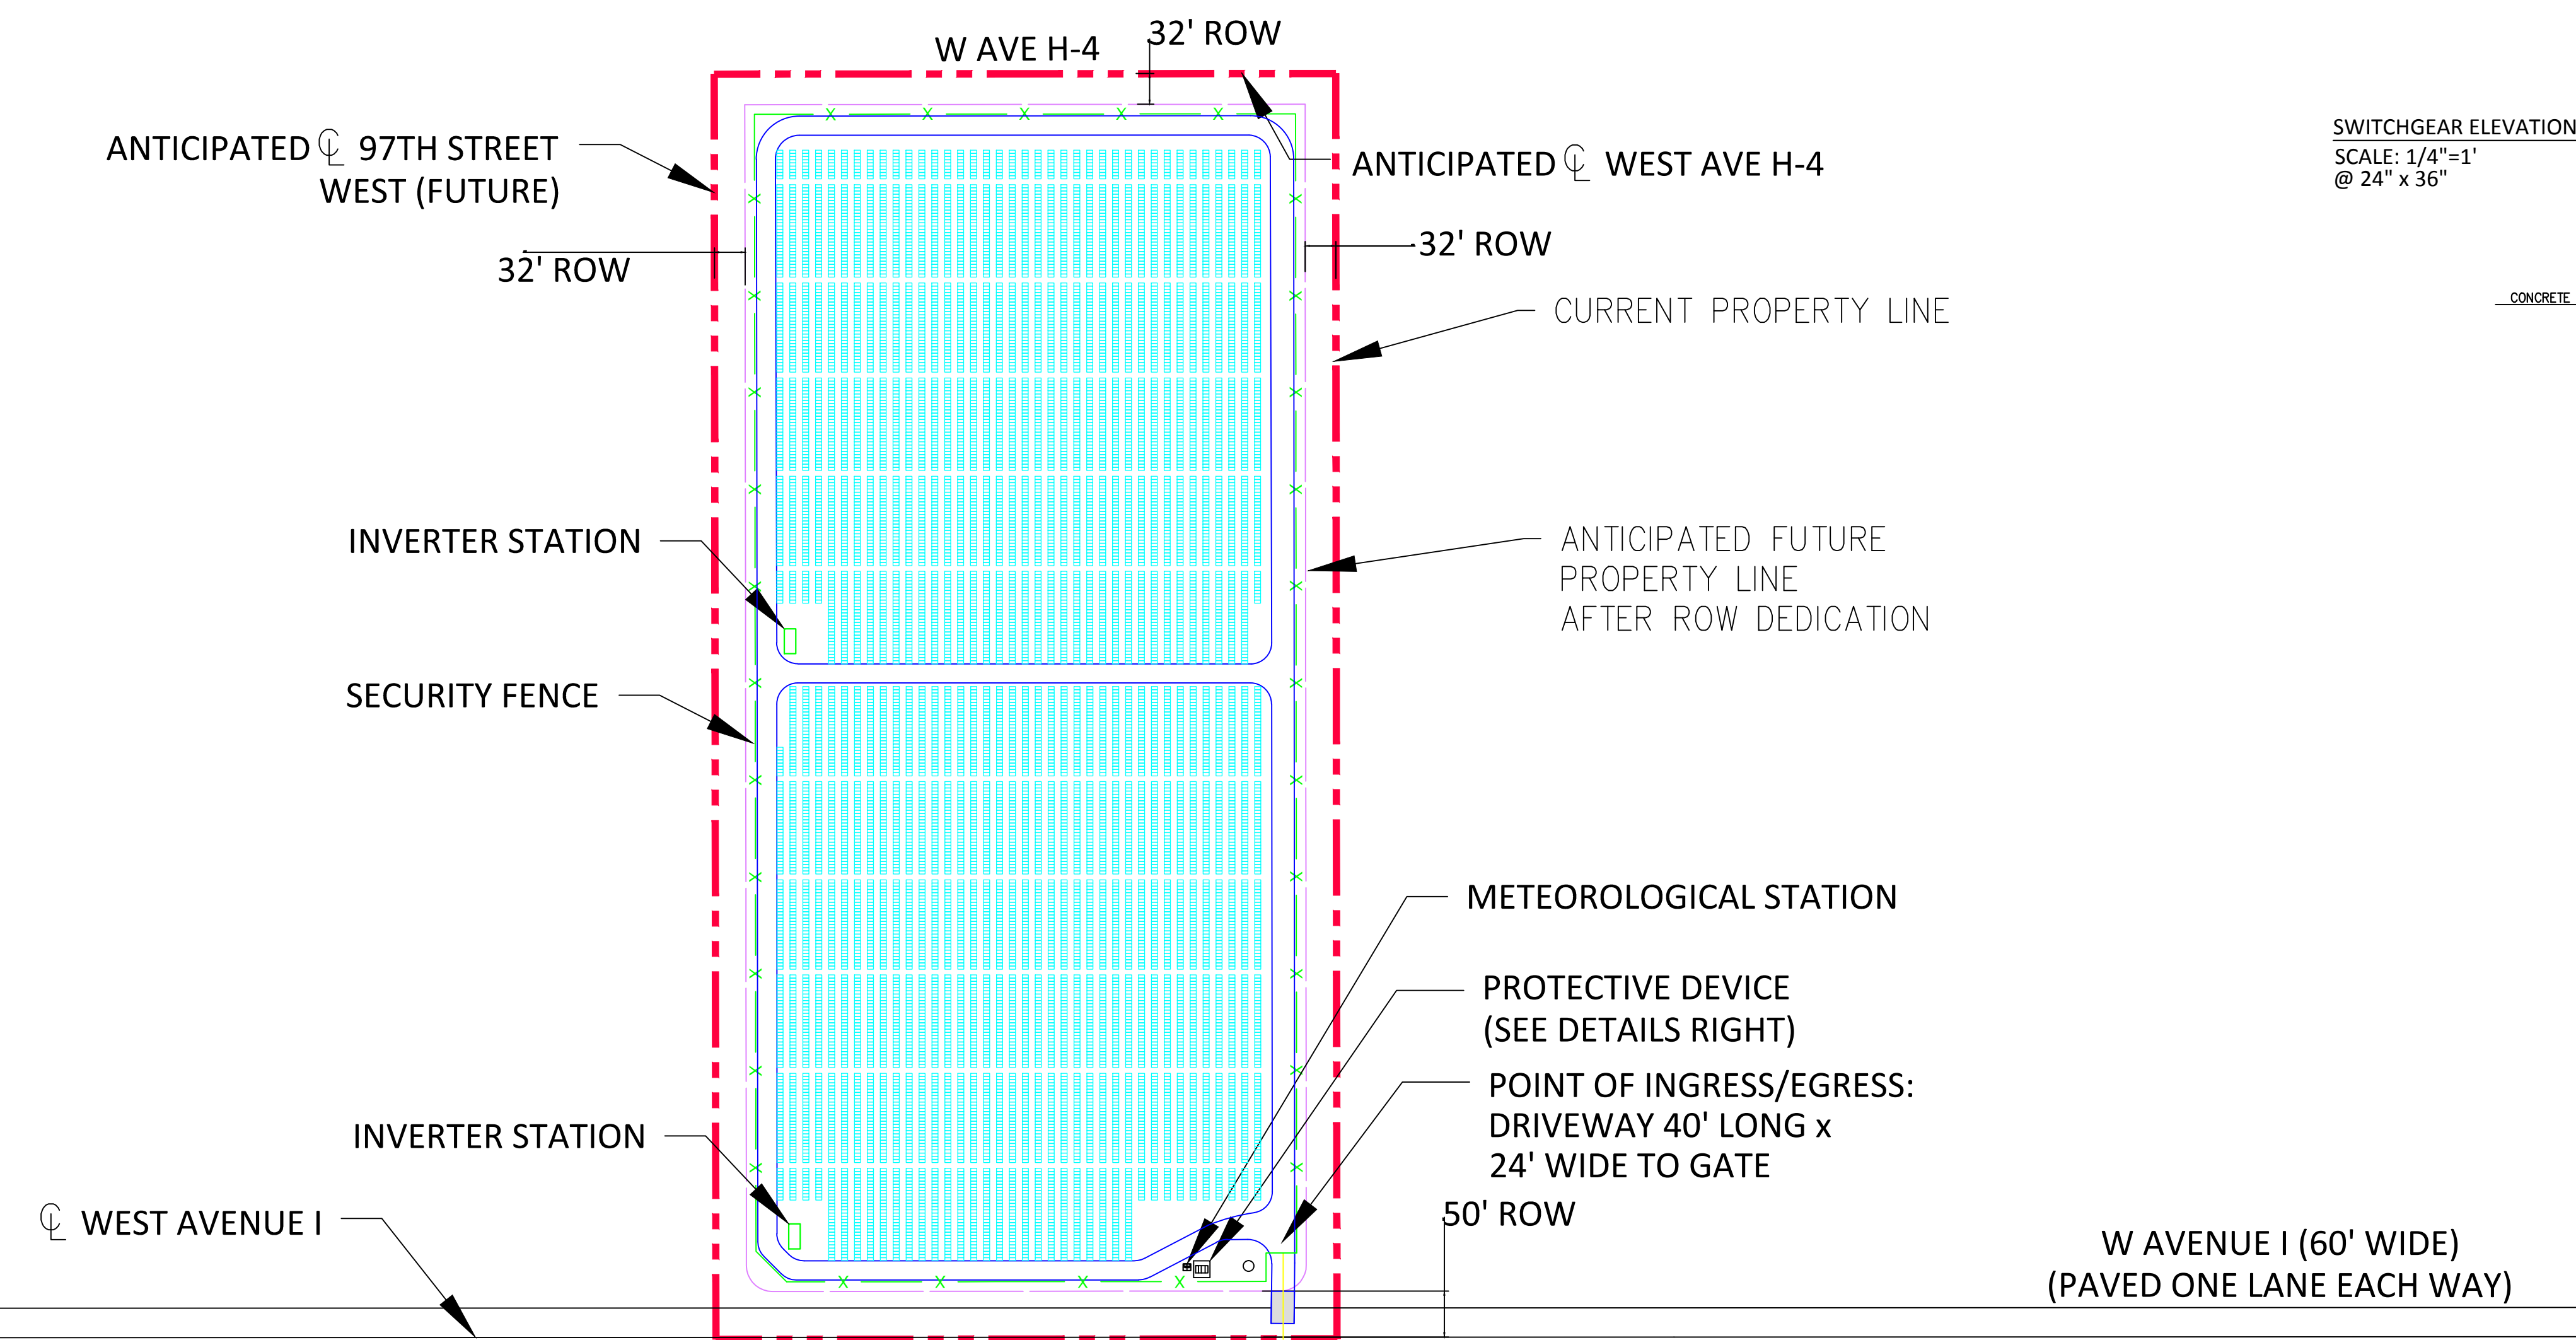 W AVE H-4
32' ROW
SWITCHGEAR ELEVATION
SCALE: 1/4"=1'
@ 24" x 36"
ANTICIPATED ℄ 97TH STREET
WEST (FUTURE)
ANTICIPATED ℄ WEST AVE H-4
32' ROW
32' ROW
CONCRETE
CURRENT PROPERTY LINE
INVERTER STATION
ANTICIPATED FUTURE
PROPERTY LINE
AFTER ROW DEDICATION
SECURITY FENCE
METEOROLOGICAL STATION
PROTECTIVE DEVICE
(SEE DETAILS RIGHT)
POINT OF INGRESS/EGRESS:
DRIVEWAY 40' LONG x
24' WIDE TO GATE
INVERTER STATION
50' ROW
℄ WEST AVENUE I
W AVENUE I (60' WIDE)
(PAVED ONE LANE EACH WAY)